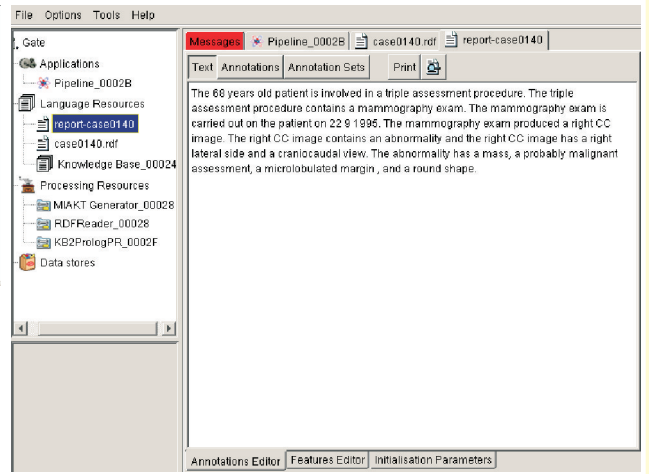 File Options Tools Help
Gate
Applications
Pipeline_0002B
Language Resources
report-case0140
case0140.rdf
Knowledge Base_00024
Processing Resources
MIAKT Generator_00028
RDFReader_00028
KB2PrologPR_0002F
Data stores
Messages Pipeline_0002B case0140.rdf report-case0140
Text Annotations Annotation Sets Print
The 68 years old patient is involved in a triple assessment procedure. The triple
assessment procedure contains a mammography exam. The mammography exam is
carried out on the patient on 22 9 1995. The mammography exam produced a right CC
image. The right CC image contains an abnormality and the right CC image has a right
lateral side and a craniocaudal view. The abnormality has a mass, a probably malignant
assessment, a microlobulated margin , and a round shape.
Annotations Editor Features Editor Initialisation Parameters